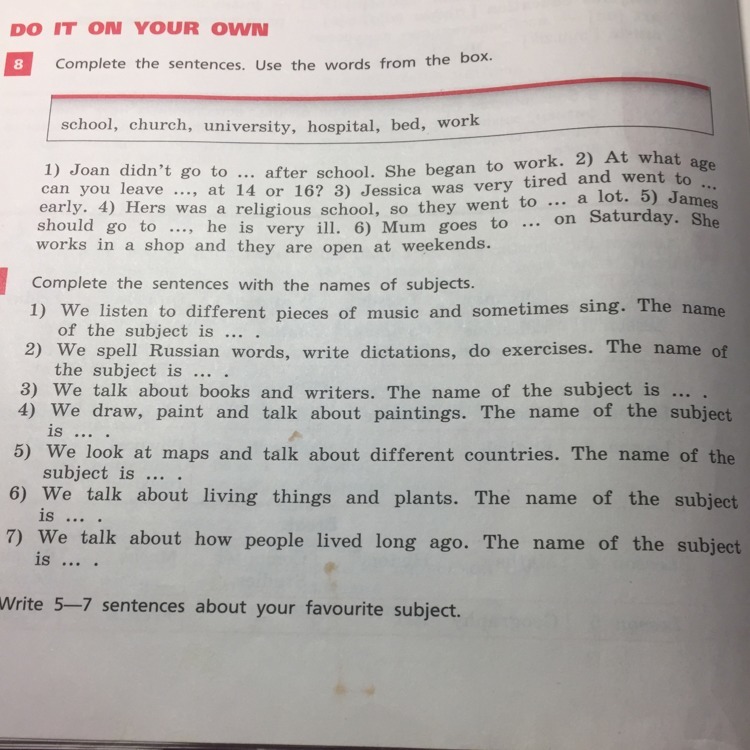 DO IT ON YOUR OWN
8 Complete the sentences. Use the words from the box.
school, church, university, hospital, bed, work
1) Joan didn't go to ... after school. She began to work. 2) At what age
can you leave ..., at 14 or 16? 3) Jessica was very tired and went to ...
early. 4) Hers was a religious school, so they went to ... a lot. 5) James
should go to ..., he is very ill. 6) Mum goes to ... on Saturday. She
works in a shop and they are open at weekends.
Complete the sentences with the names of subjects.
1) We listen to different pieces of music and sometimes sing. The name
of the subject is ... .
2) We spell Russian words, write dictations, do exercises. The name of
the subject is ... .
3) We talk about books and writers. The name of the subject is ... .
4) We draw, paint and talk about paintings. The name of the subject
is ... .
5) We look at maps and talk about different countries. The name of the
subject is ... .
6) We talk about living things and plants. The name of the subject
is ... .
7) We talk about how people lived long ago. The name of the subject
is ... .
Write 5—7 sentences about your favourite subject.